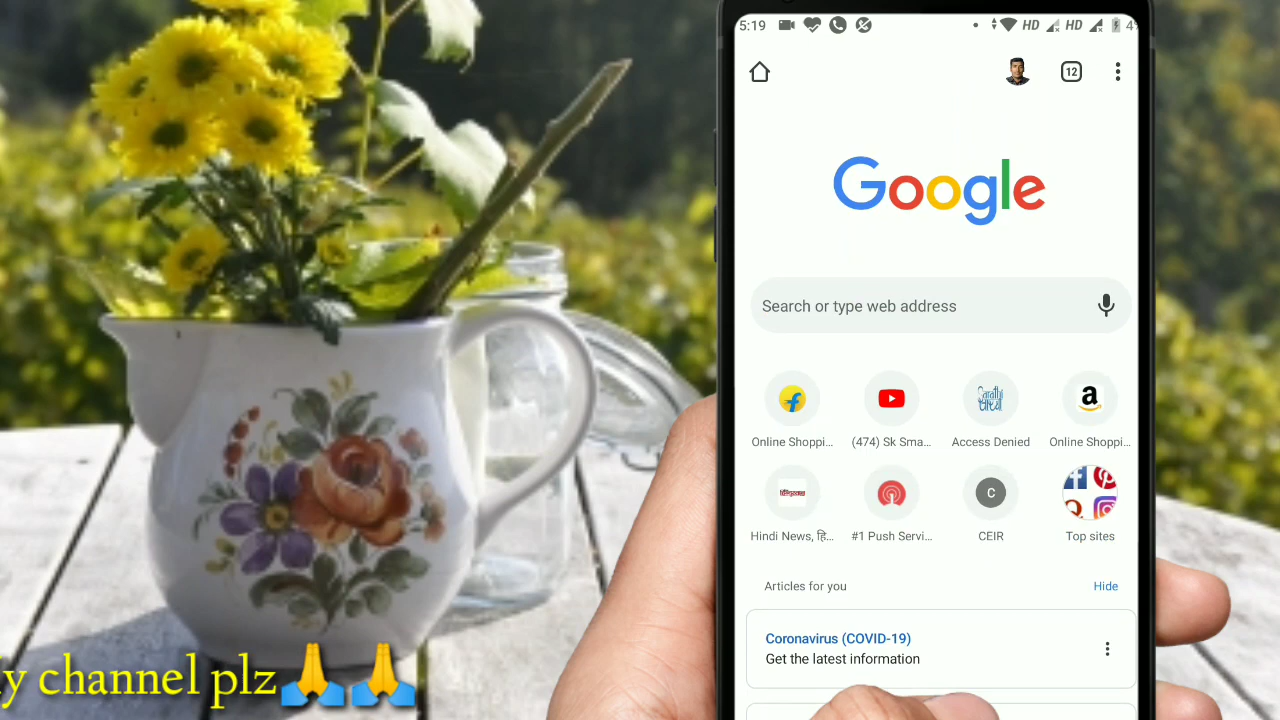 5:19 HD HD 4
12
Google
Search or type web address
Online Shoppi... (474) Sk Sma... Access Denied Online Shoppi...
C
Hindi News, हि... #1 Push Servi... CEIR Top sites
Articles for you Hide
Coronavirus (COVID-19)
Get the latest information
y channel plz🙏🙏